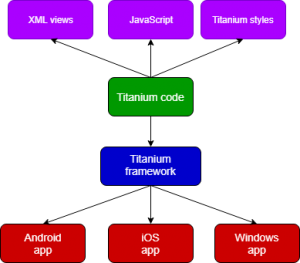 XML views
JavaScript
Titanium styles
Titanium code
Titanium
framework
Android
app
iOS
app
Windows
app